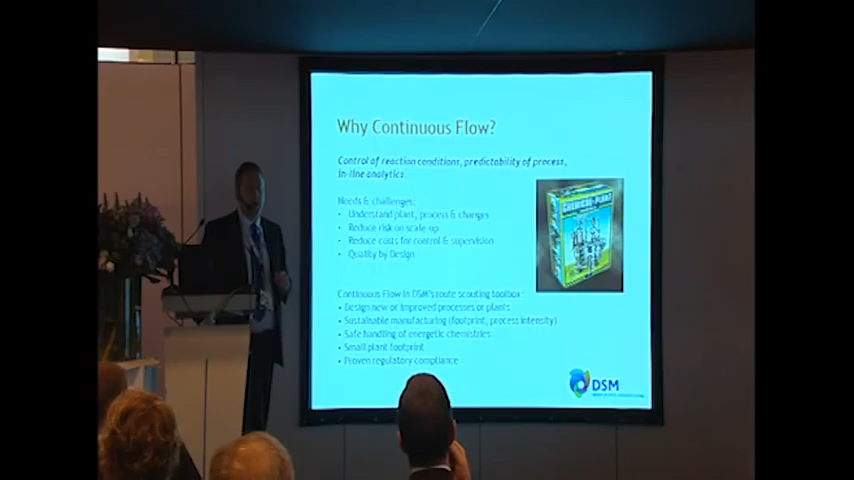 Why Continuous Flow?
Control of reaction conditions, predictability of process,
in-line analytics.
Needs & challenges:
• Understand plant, process & changes
• Reduce risk on scale-up
• Reduce costs for control & supervision
• Quality by Design
CHEMICAL PLANT
Continuous Flow in DSM's route scouting toolbox:
• Design new or improved processes or plants
• Sustainable manufacturing (footprint, process intensity)
• Safe handling of energetic chemistries
• Small plant footprint
• Proven regulatory compliance
DSM